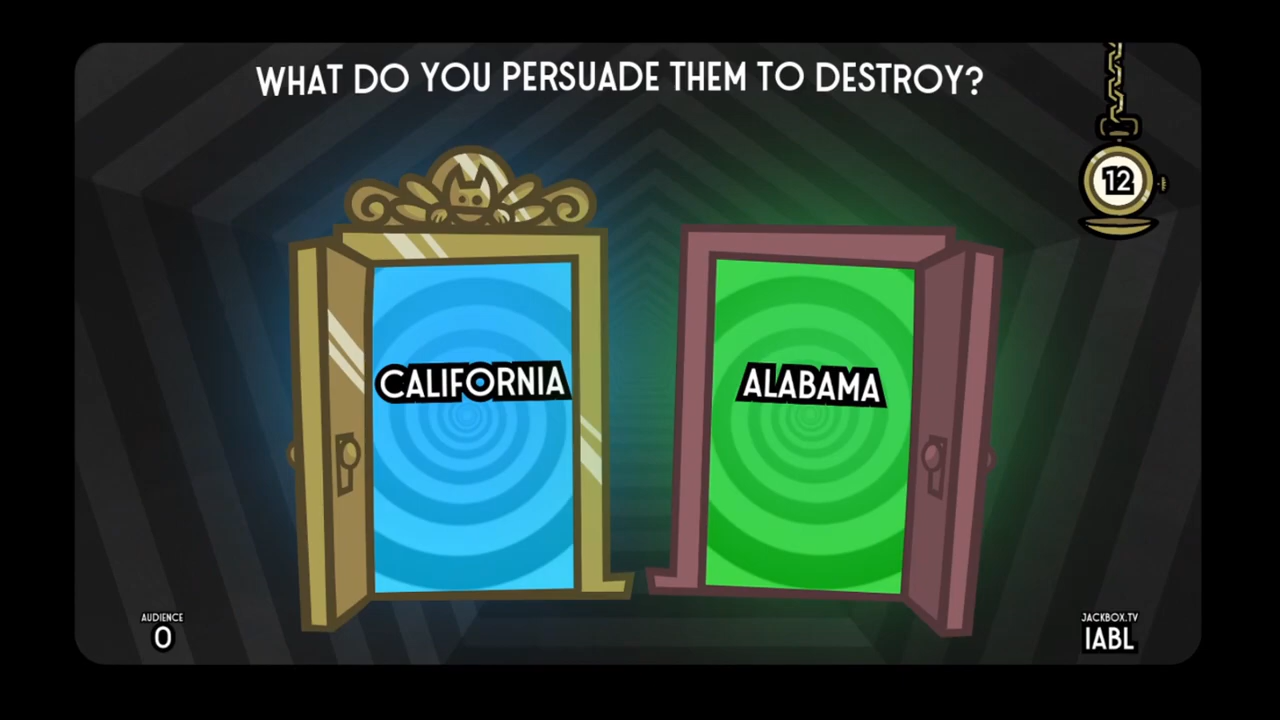 WHAT DO YOU PERSUADE THEM TO DESTROY?
12
CALIFORNIA
ALABAMA
AUDIENCE
0
JACKBOX.TV
IABL